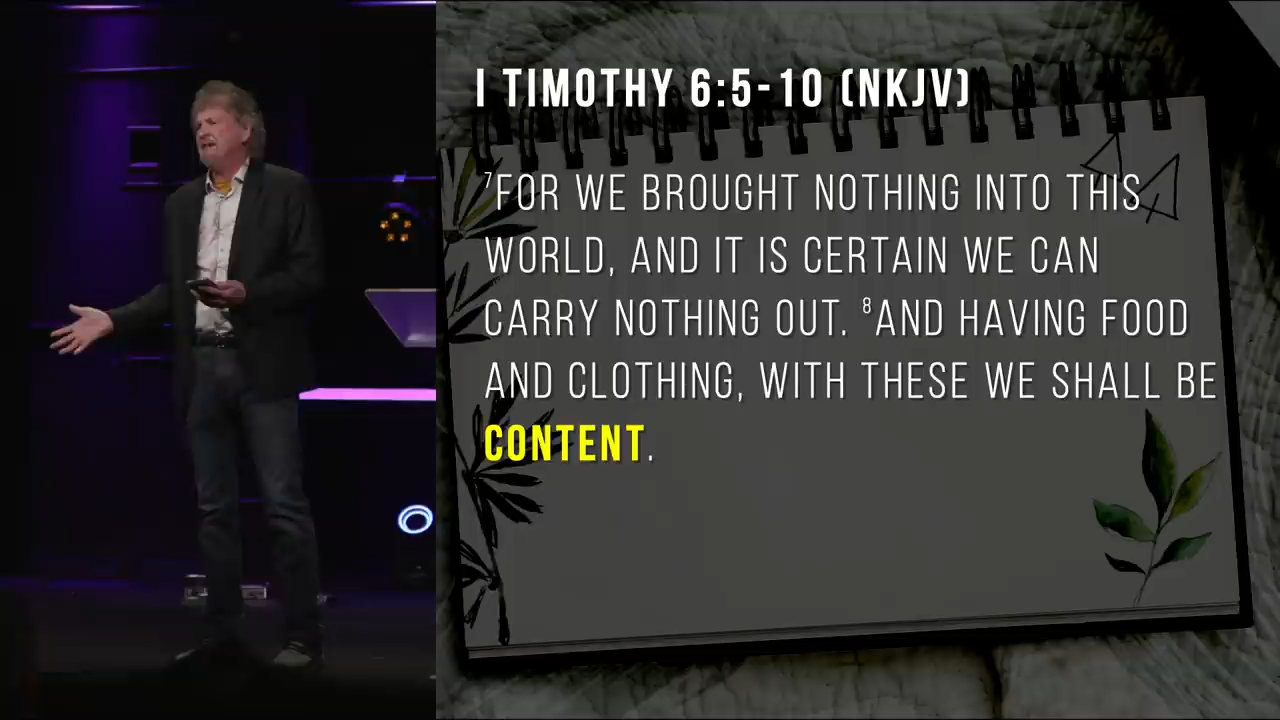 I TIMOTHY 6:5-10 (NKJV)
⁷FOR WE BROUGHT NOTHING INTO THIS
WORLD, AND IT IS CERTAIN WE CAN
CARRY NOTHING OUT. ⁸AND HAVING FOOD
AND CLOTHING, WITH THESE WE SHALL BE
CONTENT.